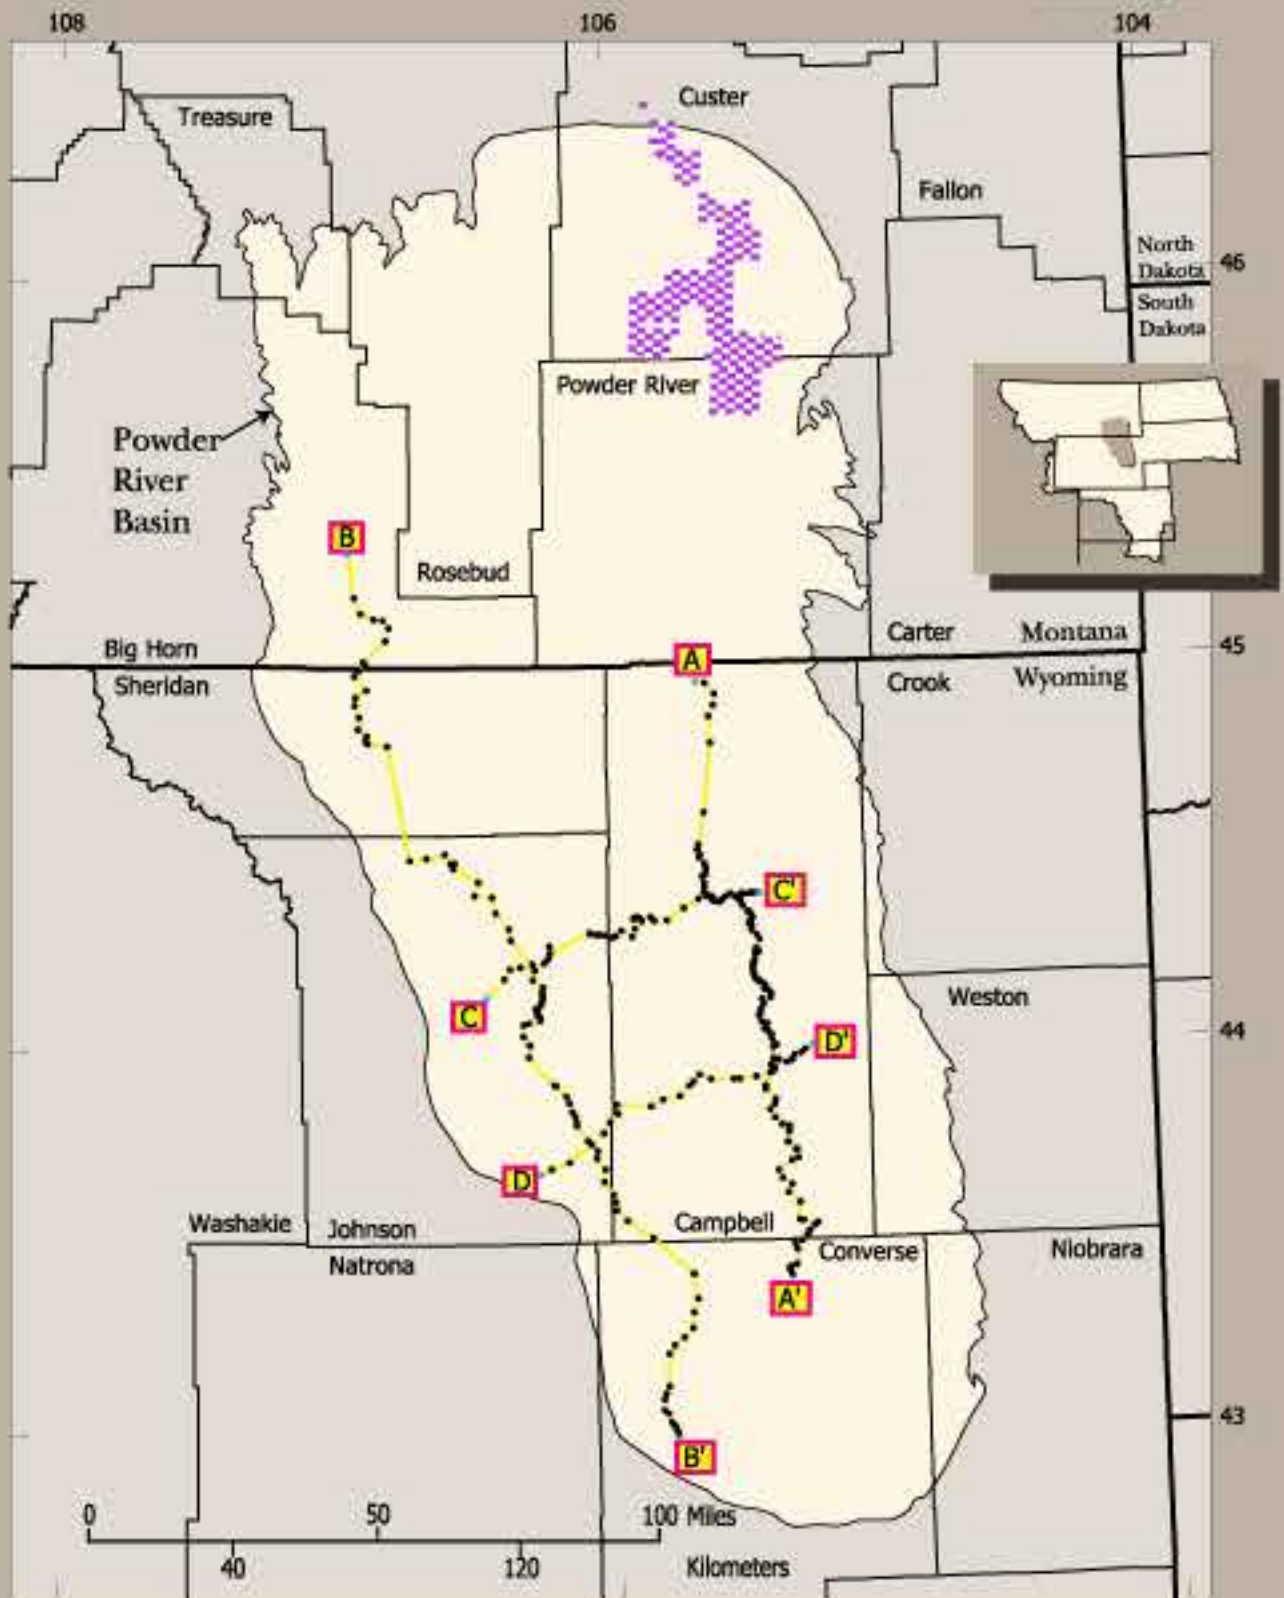 108 106 104
Custer
Treasure
Fallon
North
Dakota
46
South
Dakota
Powder River
Powder
River
Basin
B
Rosebud
Carter Montana
Big Horn
A
45
Sheridan
Crook Wyoming
C'
Weston
C
D'
44
D
Washakie
Johnson
Campbell
Converse
Niobrara
Natrona
A'
43
B'
0 50 100 Miles
40 120 Kilometers